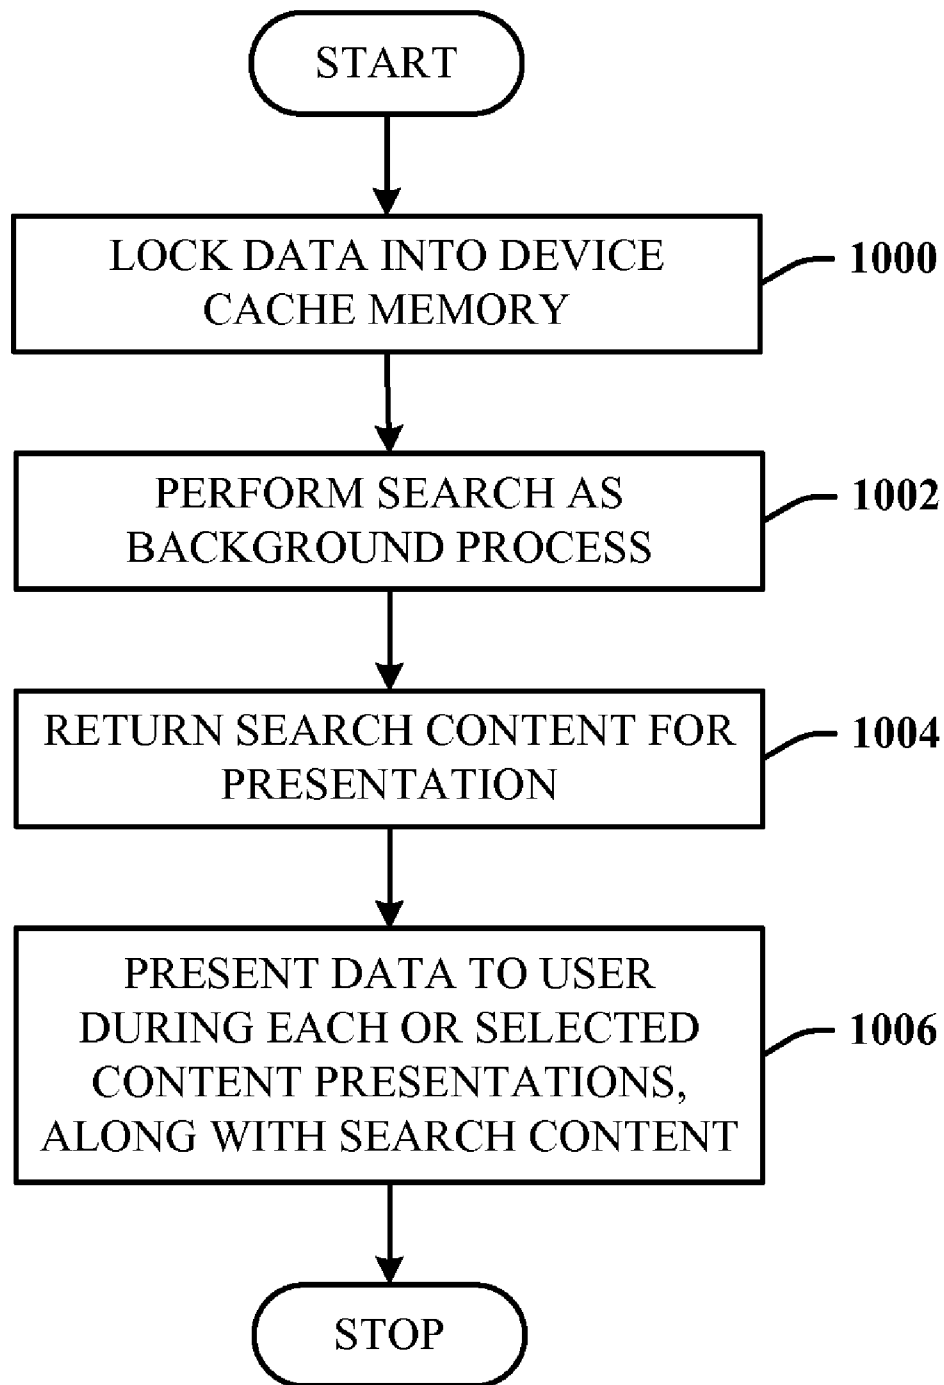 START
LOCK DATA INTO DEVICE
CACHE MEMORY
1000
PERFORM SEARCH AS
BACKGROUND PROCESS
1002
RETURN SEARCH CONTENT FOR
PRESENTATION
1004
PRESENT DATA TO USER
DURING EACH OR SELECTED
CONTENT PRESENTATIONS,
ALONG WITH SEARCH CONTENT
1006
STOP